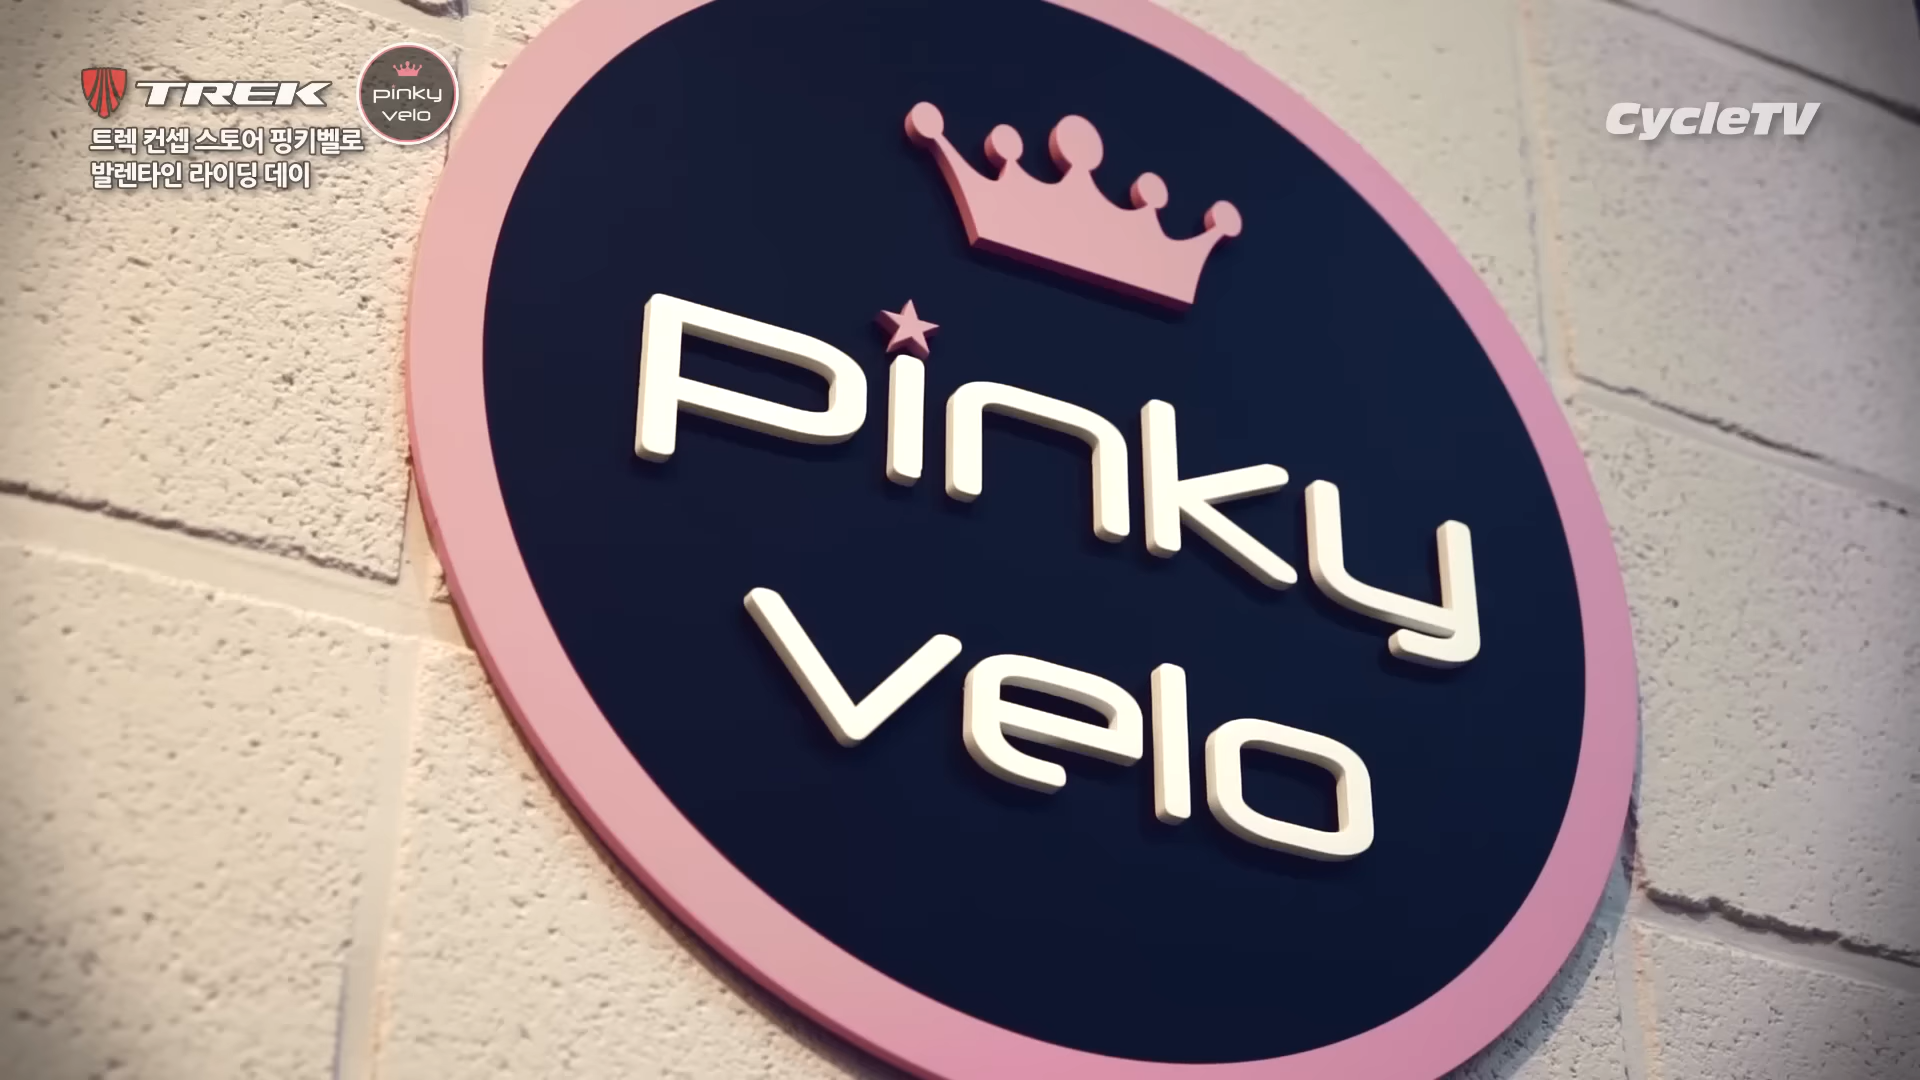 TREK
pinky
velo
트렉 컨셉 스토어 핑키벨로
발렌타인 라이딩 데이
CycleTV
pinky
velo